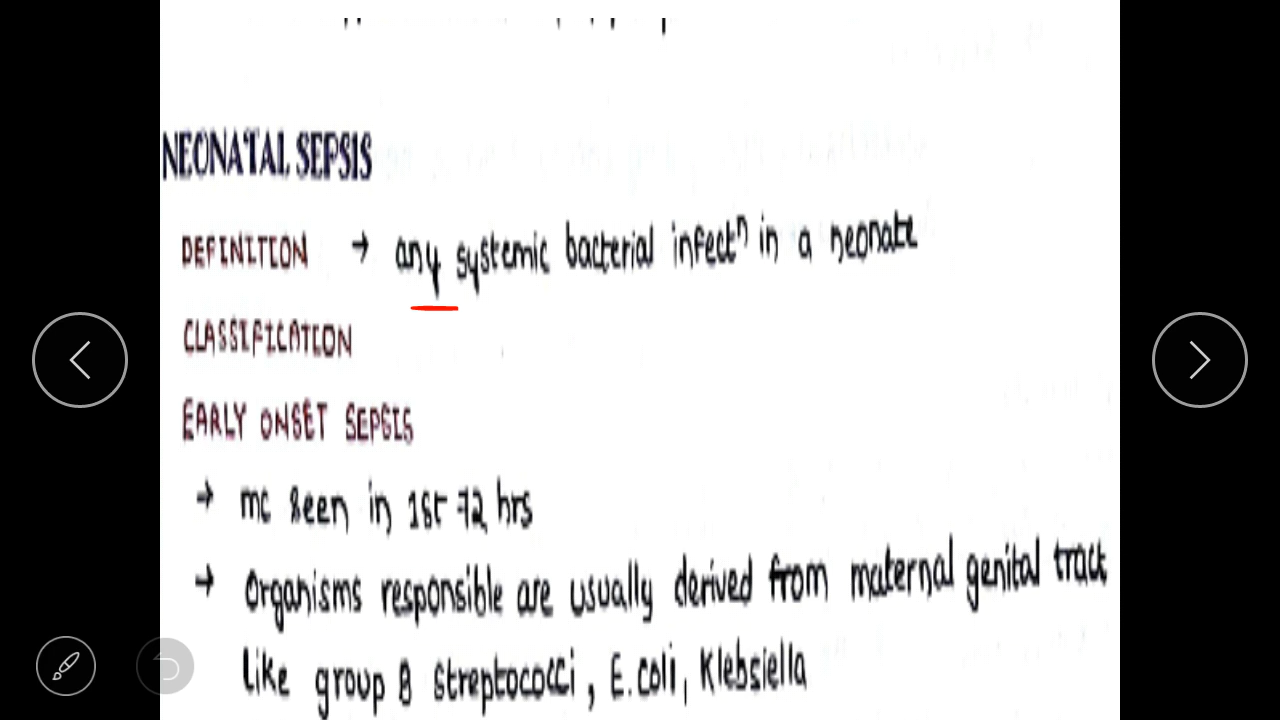 NEONATAL SEPSIS
DEFINITION → any systemic bacterial infectⁿ in a neonate
CLASSIFICATION
EARLY ONSET SEPSIS
→ mc seen in 1st 72 hrs
→ Organisms responsible are usually derived from maternal genital tract
like group B streptococci, E.coli, Klebsiella